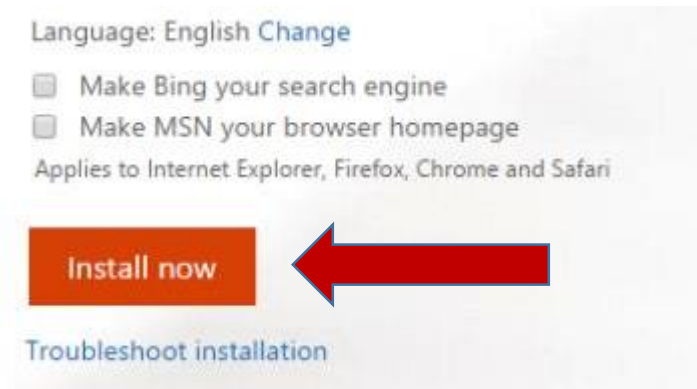 Language: English Change
Make Bing your search engine
Make MSN your browser homepage
Applies to Internet Explorer, Firefox, Chrome and Safari
Install now
Troubleshoot installation